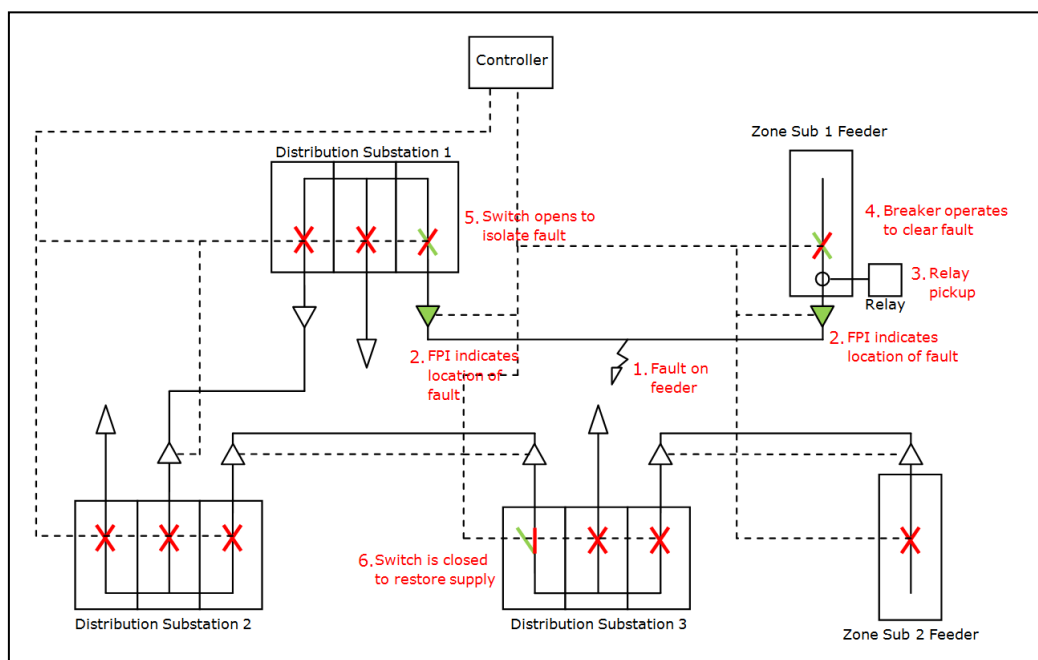 Controller
Zone Sub 1 Feeder
Distribution Substation 1
5. Switch opens to
isolate fault
4. Breaker operates
to clear fault
3. Relay
pickup
Relay
2. FPI indicates
location of
fault
1. Fault on
feeder
2. FPI indicates
location of fault
6. Switch is closed
to restore supply
Distribution Substation 2
Distribution Substation 3
Zone Sub 2 Feeder